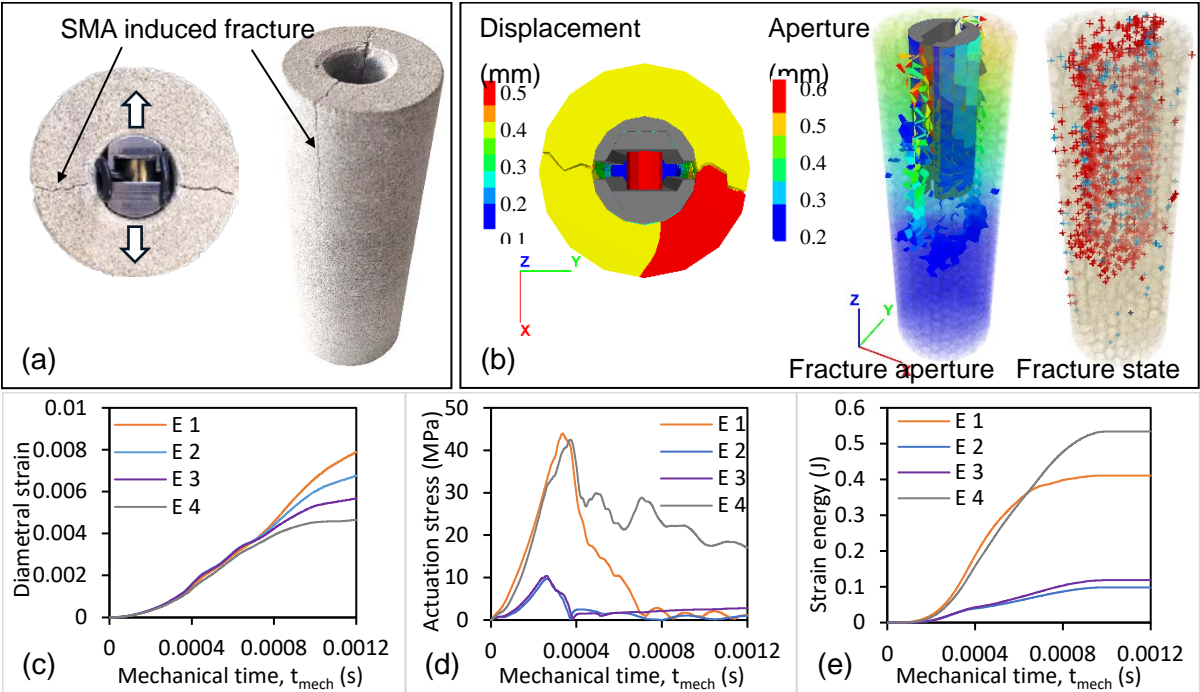 SMA induced fracture
(a)
Displacement
(mm)
0.5
0.4
0.3
0.2
0.1
Z
Y
X
Aperture
(mm)
0.6
0.5
0.4
0.3
0.2
Z
Y
X
(b)
Fracture aperture
Fracture state
0.01
0.008
0.006
0.004
0.002
0
Diametral strain
E 1
E 2
E 3
E 4
0
0.0004
0.0008
0.0012
(c)
Mechanical time, tmech (s)
50
40
30
20
10
0
Actuation stress (MPa)
E 1
E 2
E 3
E 4
0
0.0004
0.0008
0.0012
(d)
Mechanical time, tmech (s)
0.6
0.5
0.4
0.3
0.2
0.1
0
Strain energy (J)
E 1
E 2
E 3
E 4
0
0.0004
0.0008
0.0012
(e)
Mechanical time, tmech (s)